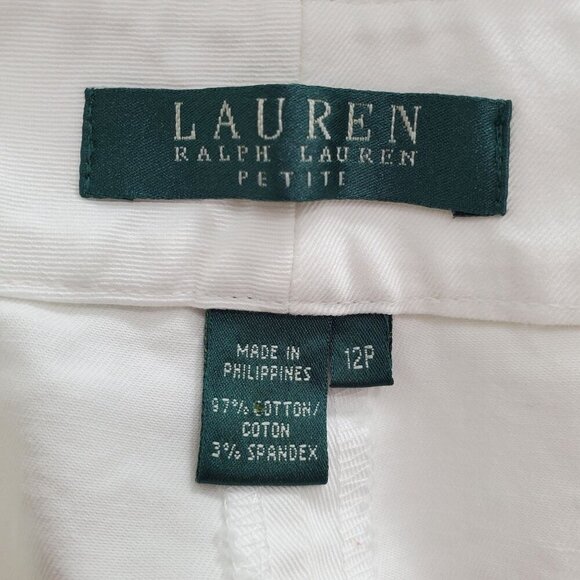 LAUREN
RALPH LAUREN
PETITE
MADE IN
PHILIPPINES
97% COTTON/
COTON
3% SPANDEX
12P